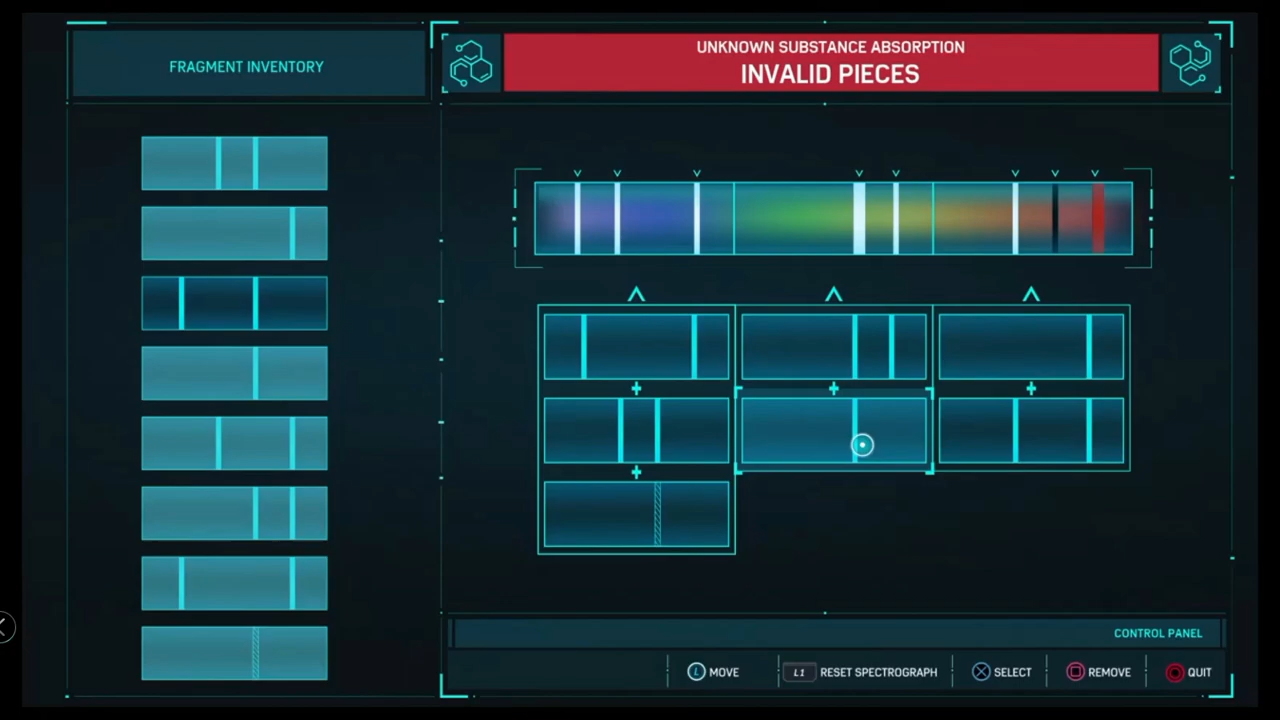 FRAGMENT INVENTORY
UNKNOWN SUBSTANCE ABSORPTION
INVALID PIECES
CONTROL PANEL
L MOVE
L1 RESET SPECTROGRAPH
SELECT
REMOVE
QUIT